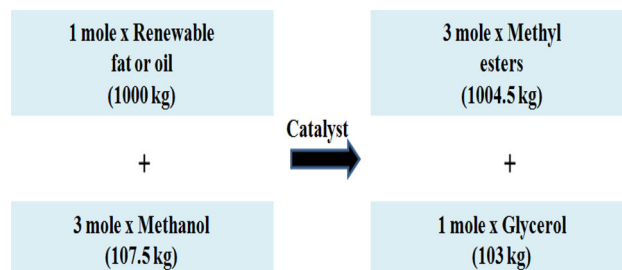 1 mole x Renewable
fat or oil
(1000 kg)
+
3 mole x Methanol
(107.5 kg)
Catalyst
3 mole x Methyl
esters
(1004.5 kg)
+
1 mole x Glycerol
(103 kg)